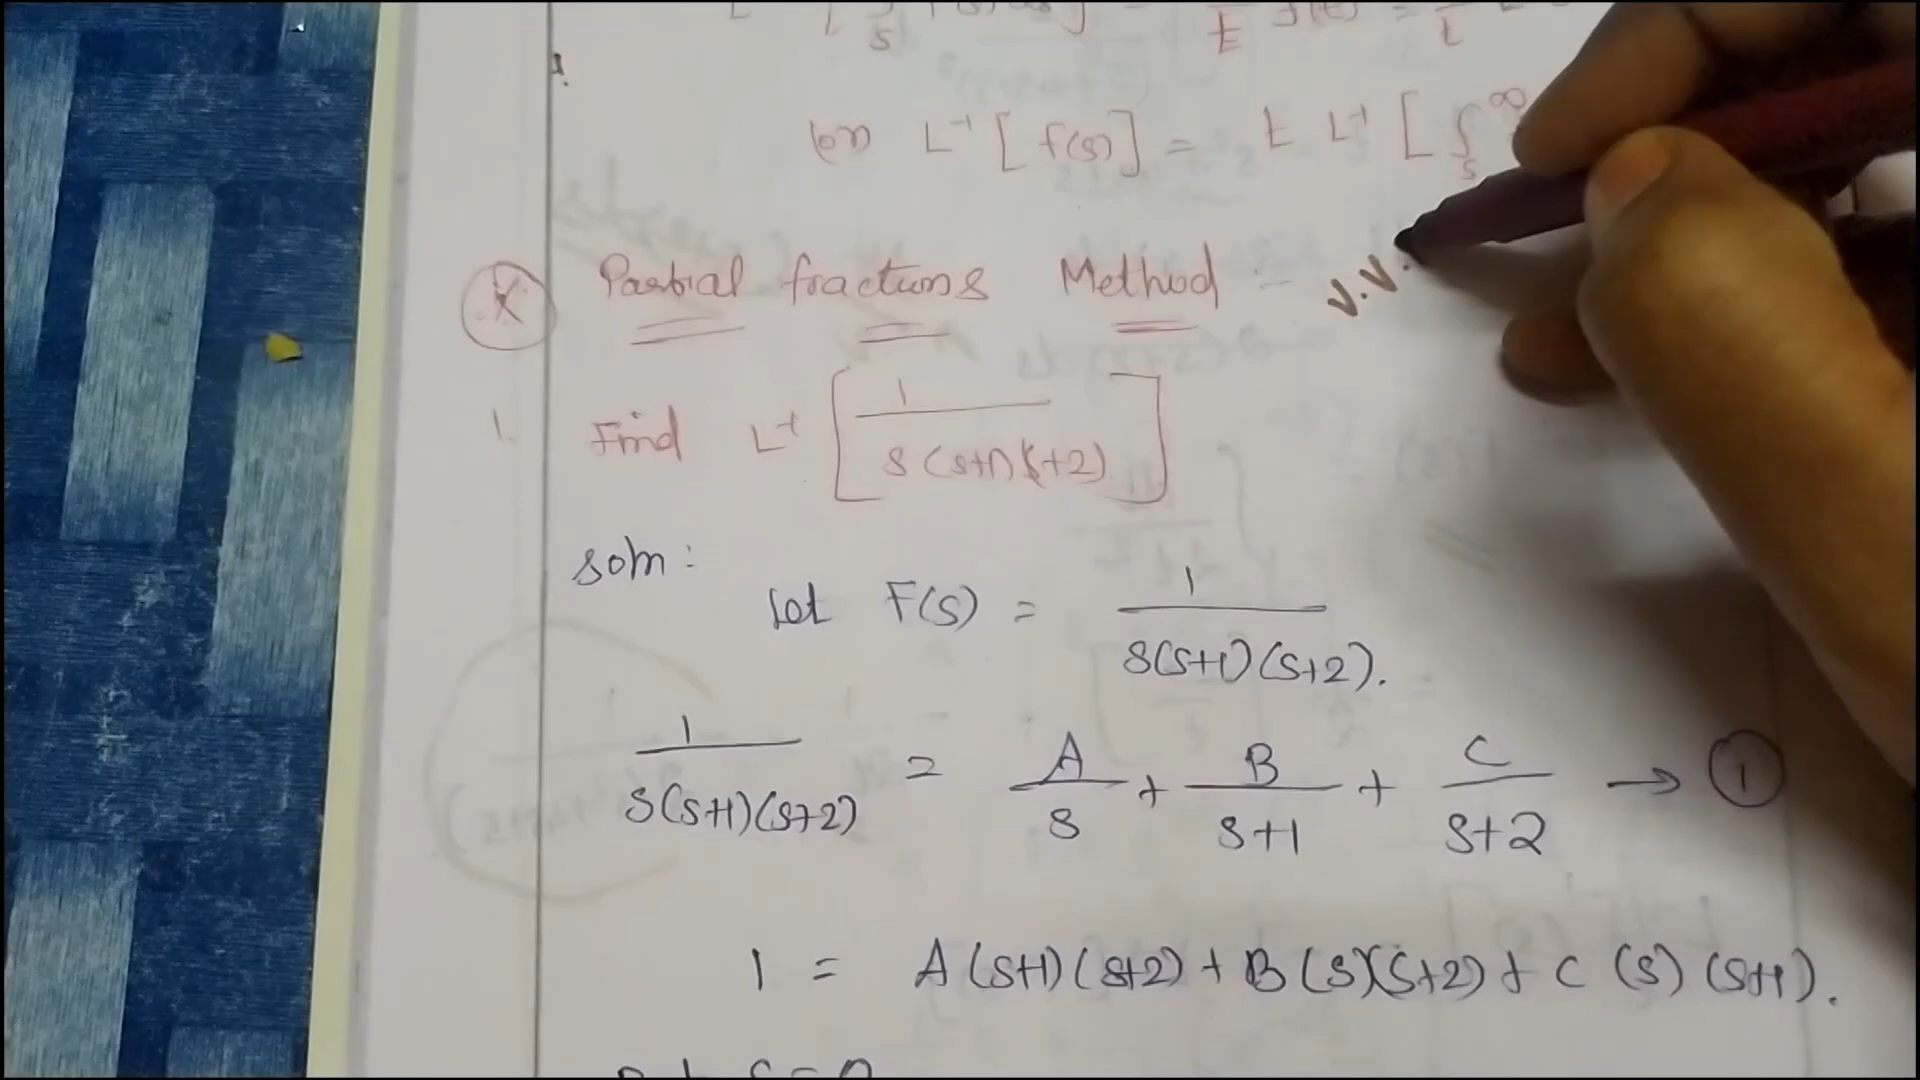 (or) L⁻¹ [f(s)] = t L⁻¹ [∫ₛ^∞
Partial fractions Method :- V.V.
1. Find L⁻¹ [1 / s(s+1)(s+2)]
soln:
Let F(s) = 1 / s(s+1)(s+2).
1 / s(s+1)(s+2) = A / s + B / s+1 + C / s+2 → ①
1 = A(s+1)(s+2) + B(s)(s+2) + C(s)(s+1).